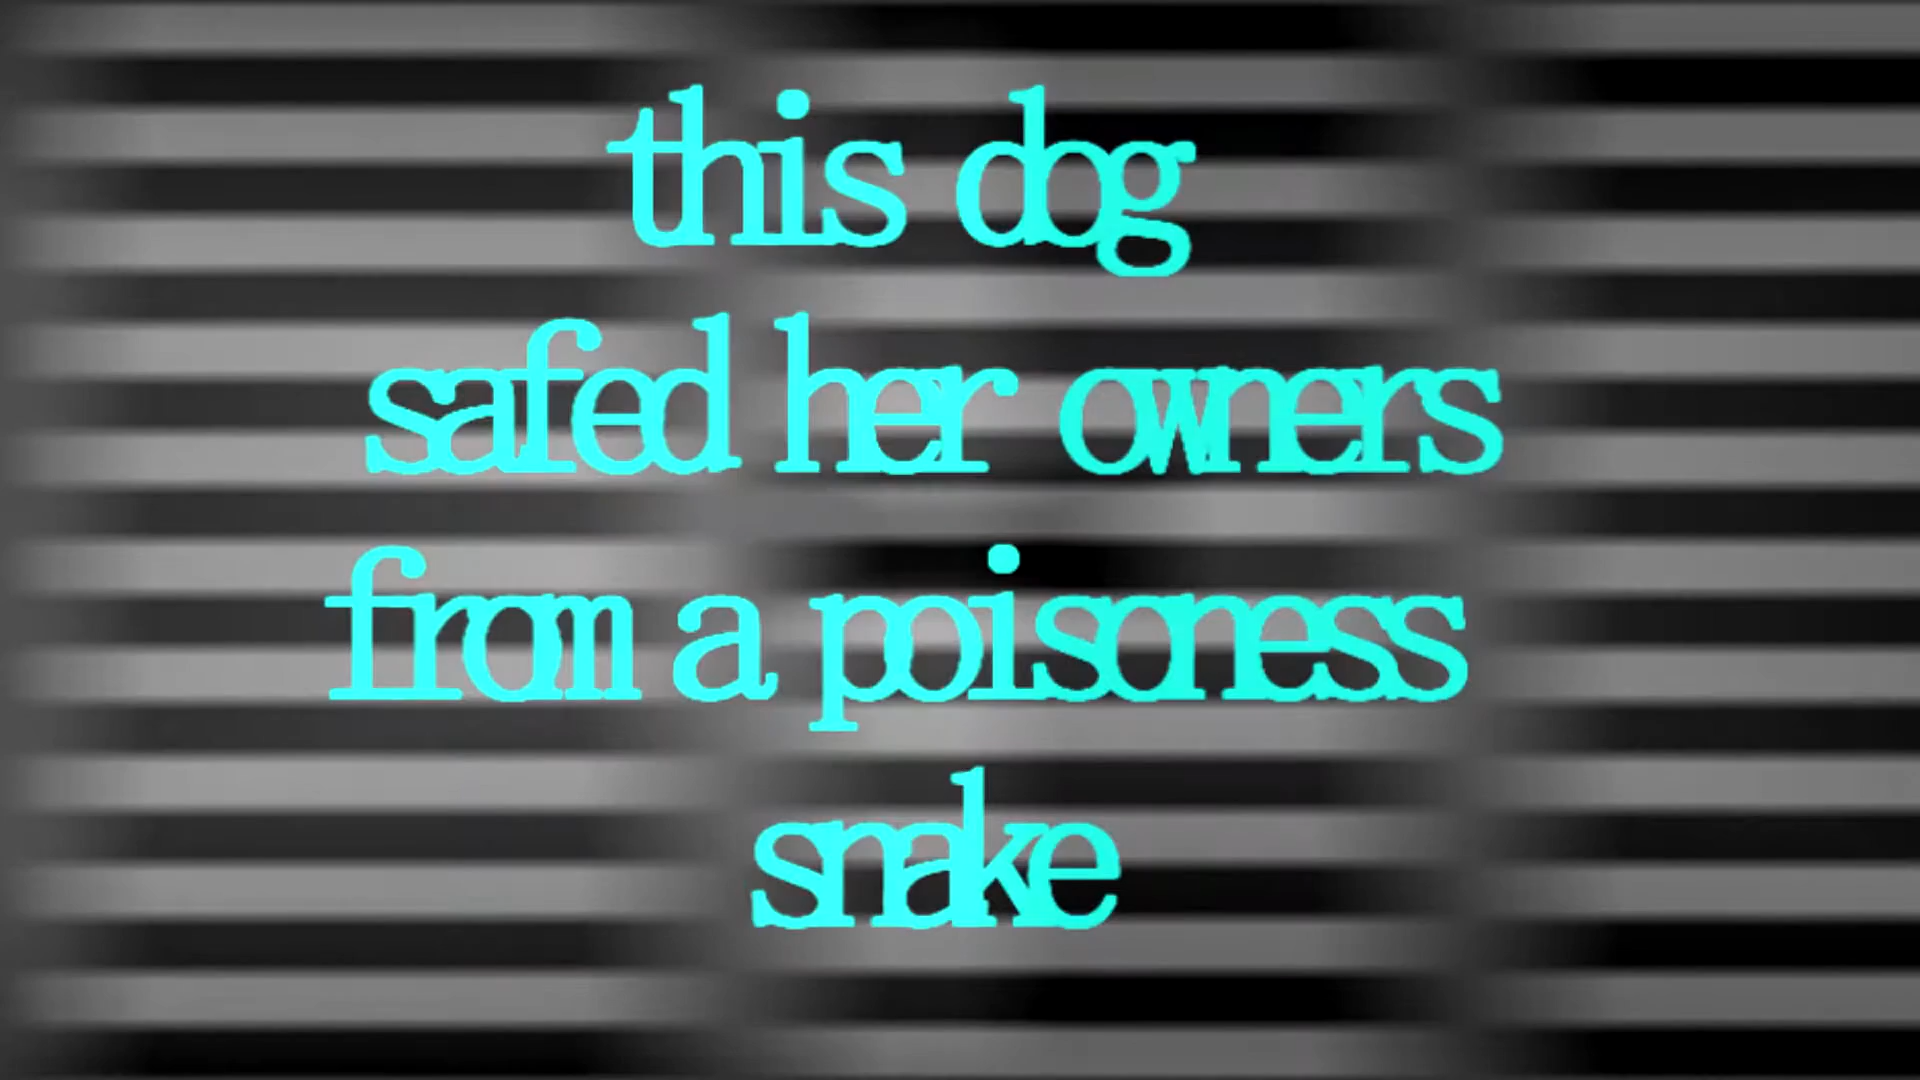 this dog
safed her owners
from a poisoness
snake